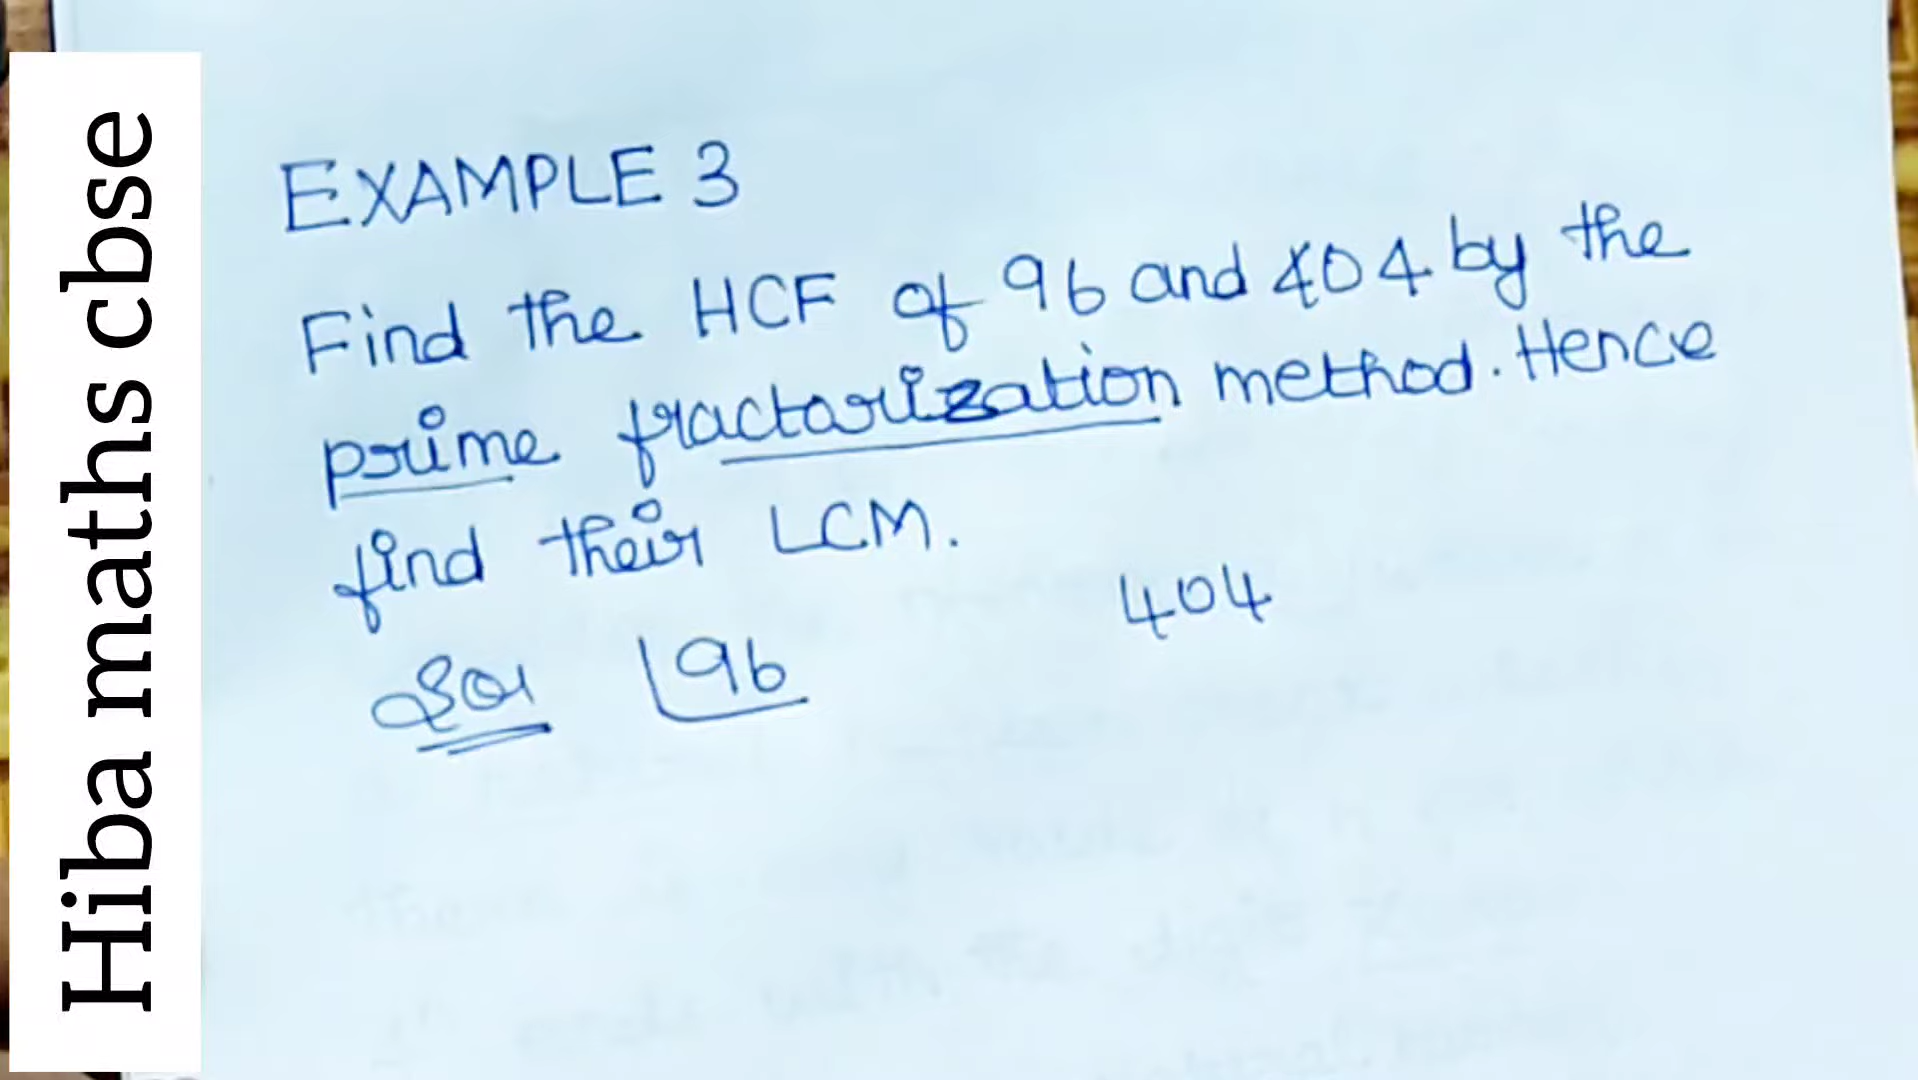 Hiba maths cbse
EXAMPLE 3
Find the HCF of 96 and 404 by the
prime fractarization method. Hence
find their LCM.
404
Sol 96